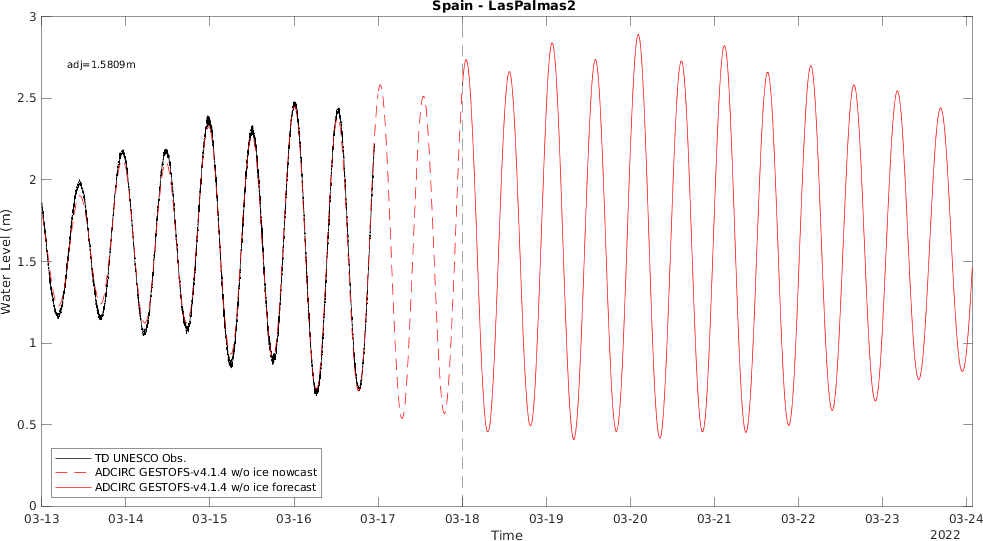 Spain - LasPalmas2
adj=1.5809m
3
2.5
2
1.5
1
0.5
0
Water Level (m)
TD UNESCO Obs.
ADCIRC GESTOFS-v4.1.4 w/o ice nowcast
ADCIRC GESTOFS-v4.1.4 w/o ice forecast
03-13 03-14 03-15 03-16 03-17 03-18 03-19 03-20 03-21 03-22 03-23 03-24
Time
2022